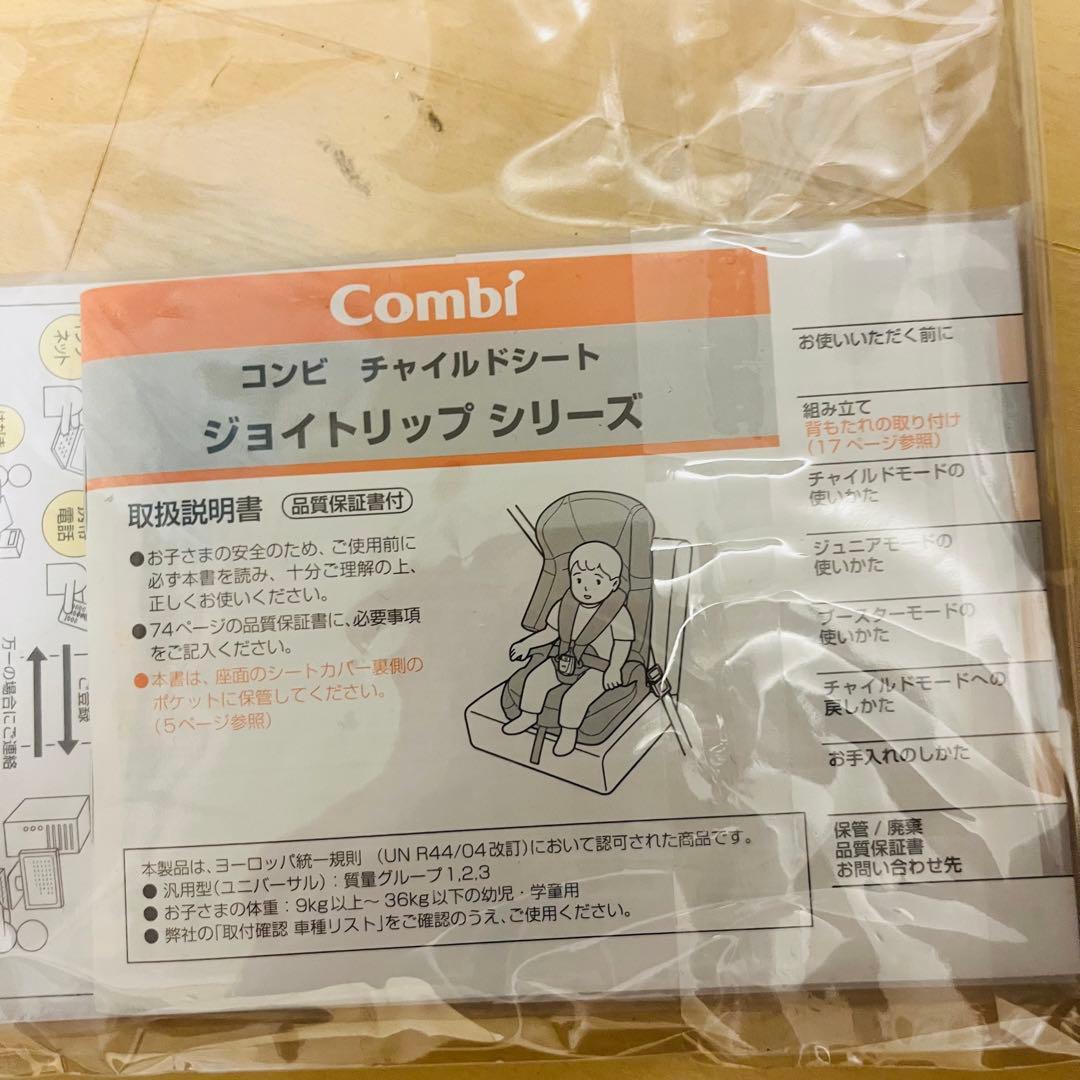 Combi
コンビ チャイルドシート
ジョイトリップ シリーズ
取扱説明書 品質保証書付
●お子さまの安全のため、ご使用前に
必ず本書を読み、十分ご理解の上、
正しくお使いください。
●74ページの品質保証書に、必要事項
をご記入ください。
●本書は、座面のシートカバー裏側の
ポケットに保管してください。
(5ページ参照)
本製品は、ヨーロッパ統一規則 (UN R44/04改訂)において認可された商品です。
● 汎用型(ユニバーサル):質量グループ1,2,3
● お子さまの体重:9kg以上〜36kg以下の幼児・学童用
● 弊社の「取付確認 車種リスト」をご確認のうえ、ご使用ください。
お使いいただく前に
組み立て
背もたれの取り付け
(17ページ参照)
チャイルドモードの
使いかた
ジュニアモードの
使いかた
ブースターモードの
使いかた
チャイルドモードへの
戻しかた
お手入れのしかた
保管/廃棄
品質保証書
お問い合わせ先
ネット
電話
ご登録
万一の場合にご連絡